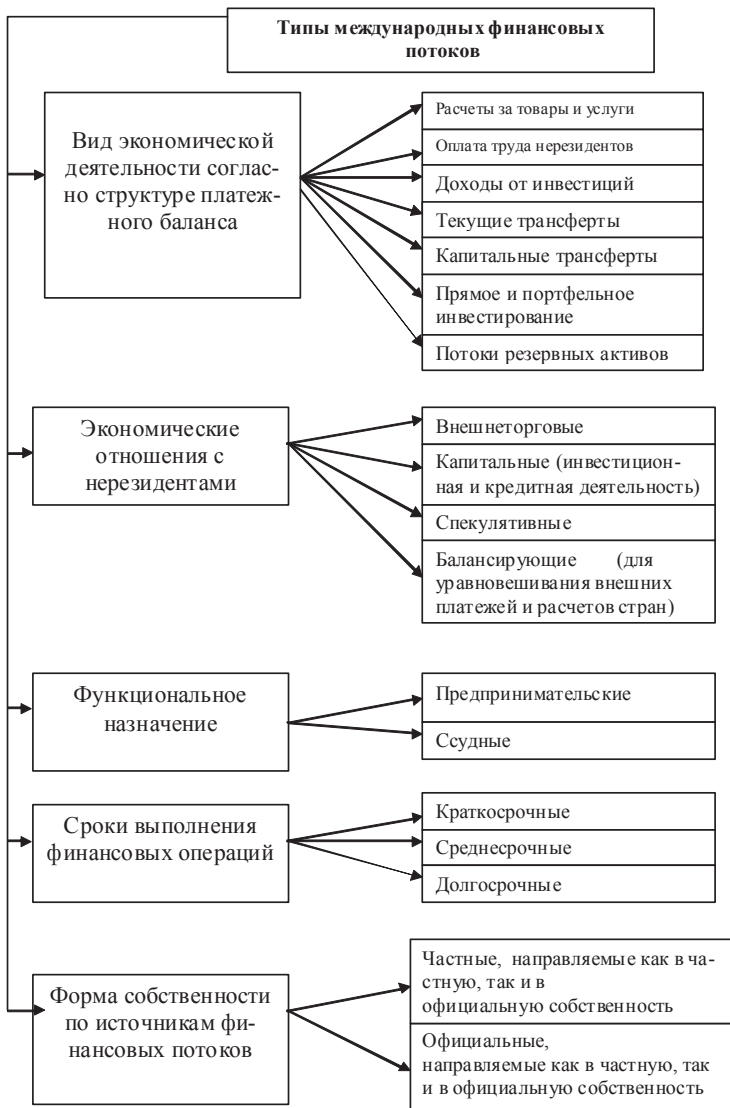 Типы международных финансовых
потоков
Вид экономической
деятельности соглас-
но структуре платеж-
ного баланса
Расчеты за товары и услуги
Оплата труда нерезидентов
Доходы от инвестиций
Текущие трансферты
Капитальные трансферты
Прямое и портфельное
инвестирование
Потоки резервных активов
Экономические
отношения с
нерезидентами
Внешнеторговые
Капитальные (инвестицион-
ная и кредитная деятельность)
Спекулятивные
Балансирующие (для
уравновешивания внешних
платежей и расчетов стран)
Функциональное
назначение
Предпринимательские
Ссудные
Сроки выполнения
финансовых операций
Краткосрочные
Среднесрочные
Долгосрочные
Форма собственности
по источникам фи-
нансовых потоков
Частные, направляемые как в ча-
стную, так и в
официальную собственность
Официальные,
направляемые как в частную, так
и в официальную собственность